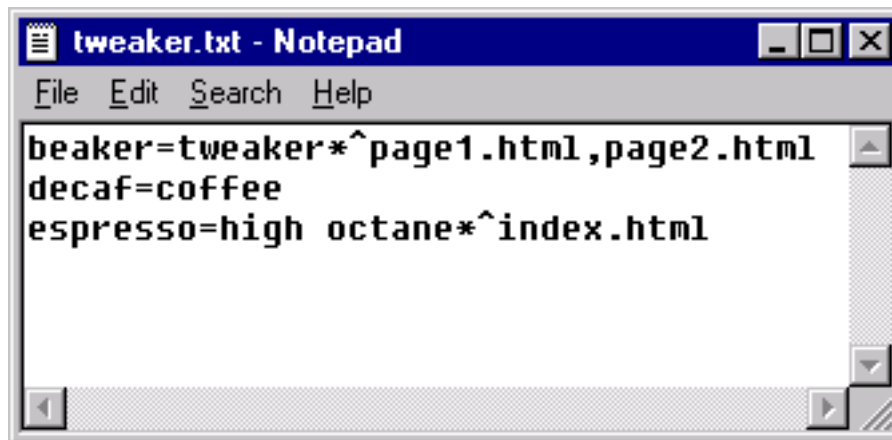 tweaker.txt - Notepad
File Edit Search Help
beaker=tweaker*^page1.html,page2.html
decaf=coffee
espresso=high octane*^index.html